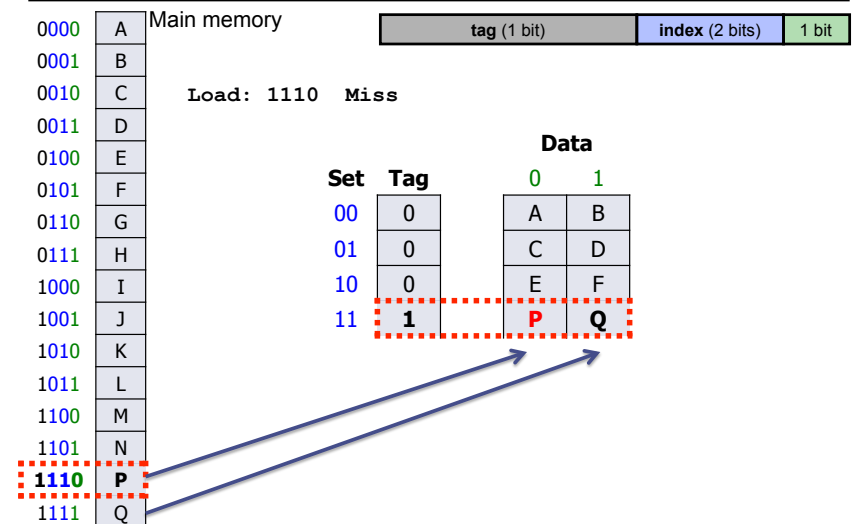 Main memory
tag (1 bit) index (2 bits) 1 bit
0000 A
0001 B
0010 C
0011 D
0100 E
0101 F
0110 G
0111 H
1000 I
1001 J
1010 K
1011 L
1100 M
1101 N
1110 P
1111 Q
Load: 1110 Miss
Data
Set Tag 0 1
00 0 A B
01 0 C D
10 0 E F
11 1 P Q